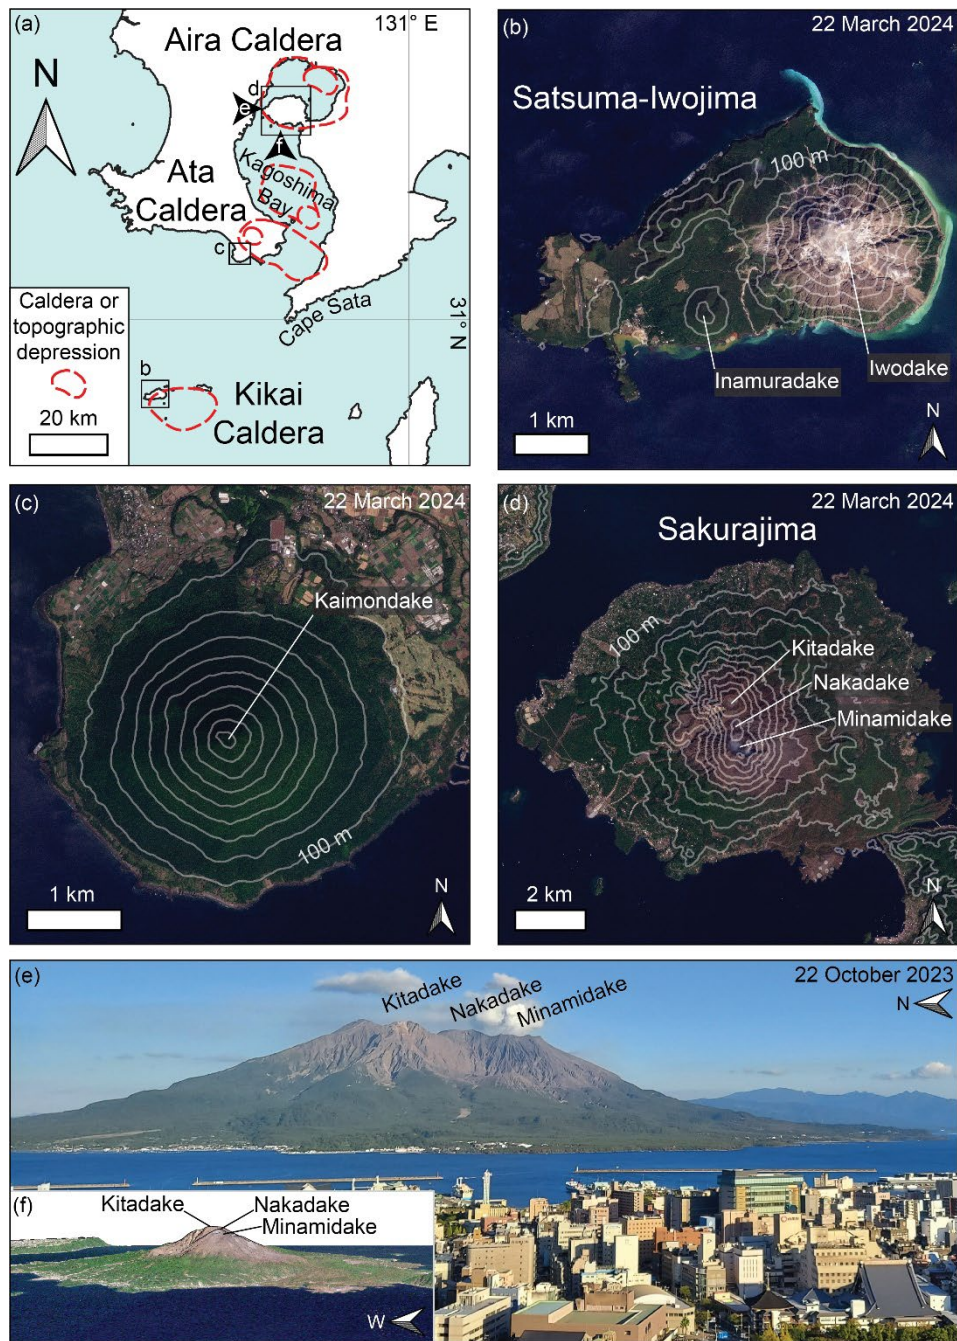 (a)
131° E
Aira Caldera
N
d
e
f
Kagoshima
Bay
Ata
Caldera
c
Cape Sata
31° N
Caldera or
topographic
depression
20 km
b
Kikai
Caldera
(b)
22 March 2024
Satsuma-Iwojima
100 m
Iwodake
Inamuradake
1 km
N
(c)
22 March 2024
Kaimondake
100 m
1 km
N
(d)
22 March 2024
Sakurajima
100 m
Kitadake
Nakadake
Minamidake
2 km
N
(e)
22 October 2023
Kitadake
Nakadake
Minamidake
N
(f)
Kitadake
Nakadake
Minamidake
W